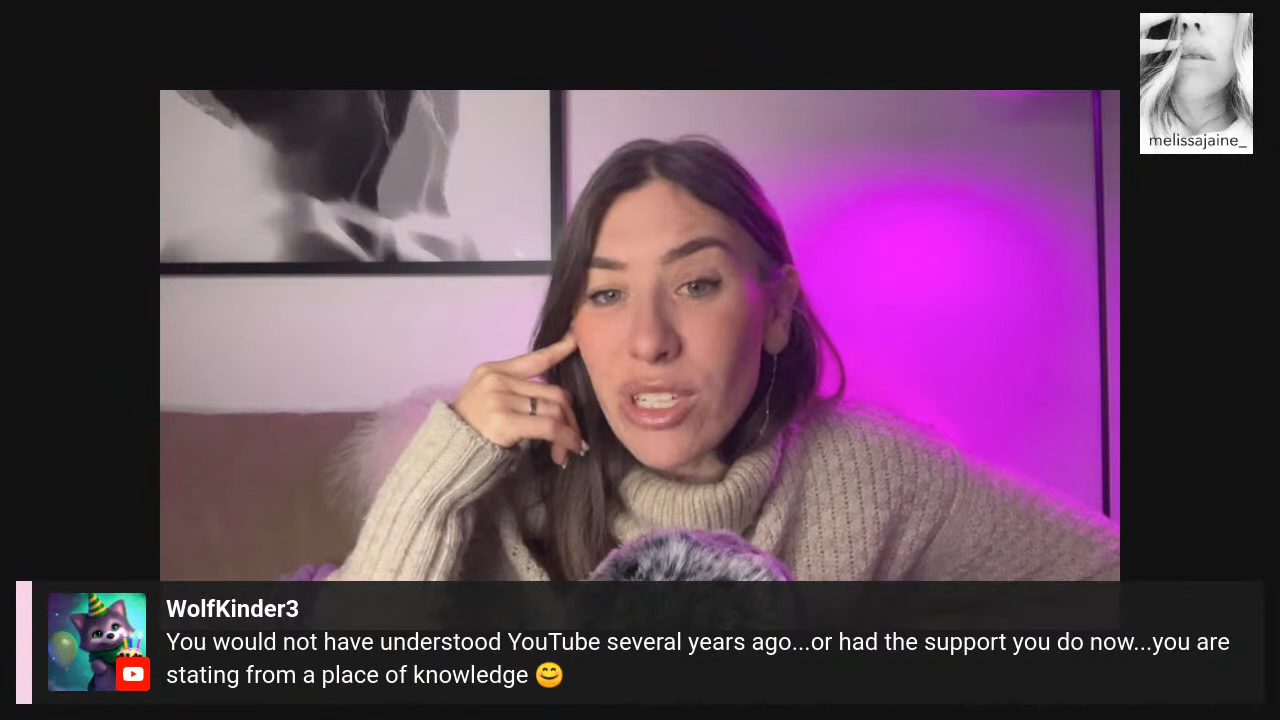 melissajaine_
WolfKinder3
You would not have understood YouTube several years ago...or had the support you do now...you are
stating from a place of knowledge 😊